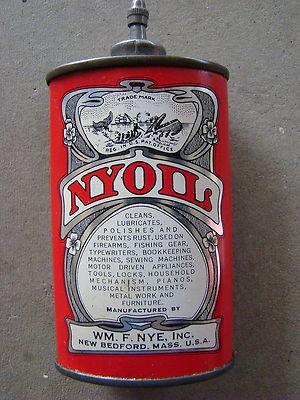 TRADE MARK
REG. IN U.S. PAT. OFFICE
NYOIL
CLEANS,
LUBRICATES,
POLISHES AND
PREVENTS RUST. USED ON
FIREARMS, FISHING GEAR,
TYPEWRITERS, BOOKKEEPING
MACHINES, SEWING MACHINES,
MOTOR DRIVEN APPLIANCES,
TOOLS, LOCKS, HOUSEHOLD
MECHANISM, PIANOS,
MUSICAL INSTRUMENTS,
METAL WORK AND
FURNITURE.
MANUFACTURED BY
WM. F. NYE, INC.
NEW BEDFORD, MASS. U.S.A.